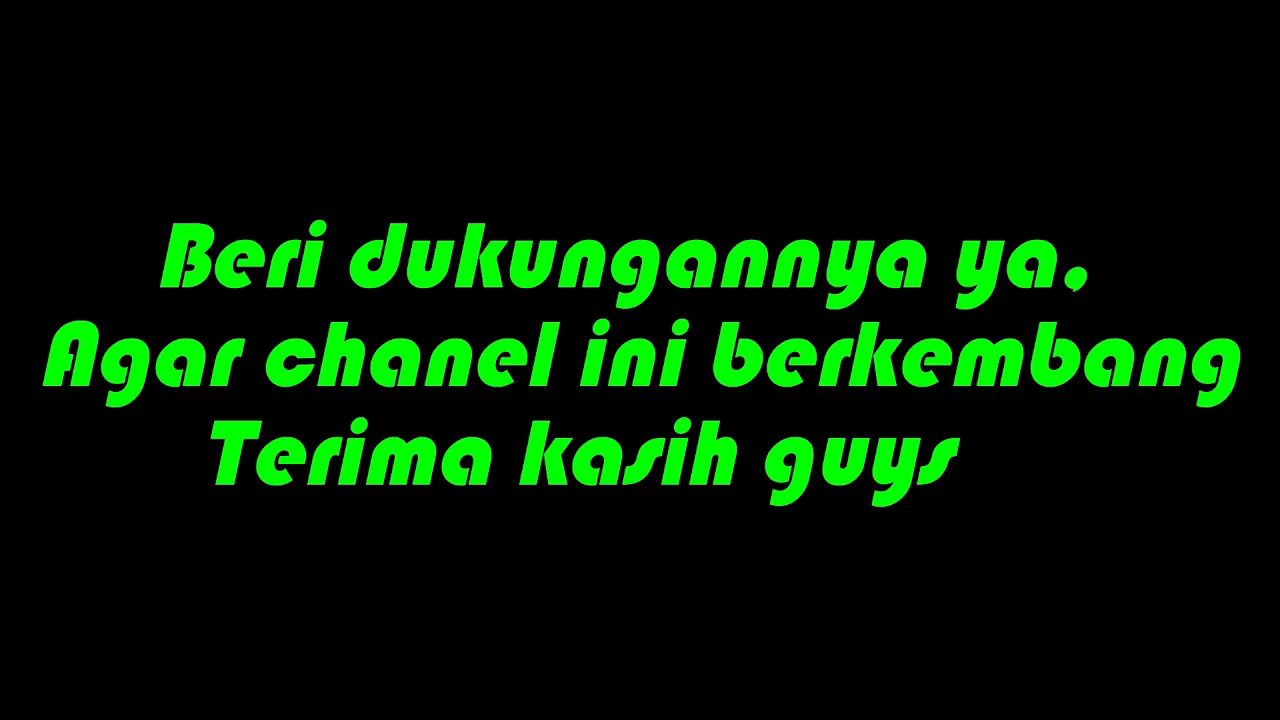 Beri dukungannya ya,
Agar chanel ini berkembang
Terima kasih guys